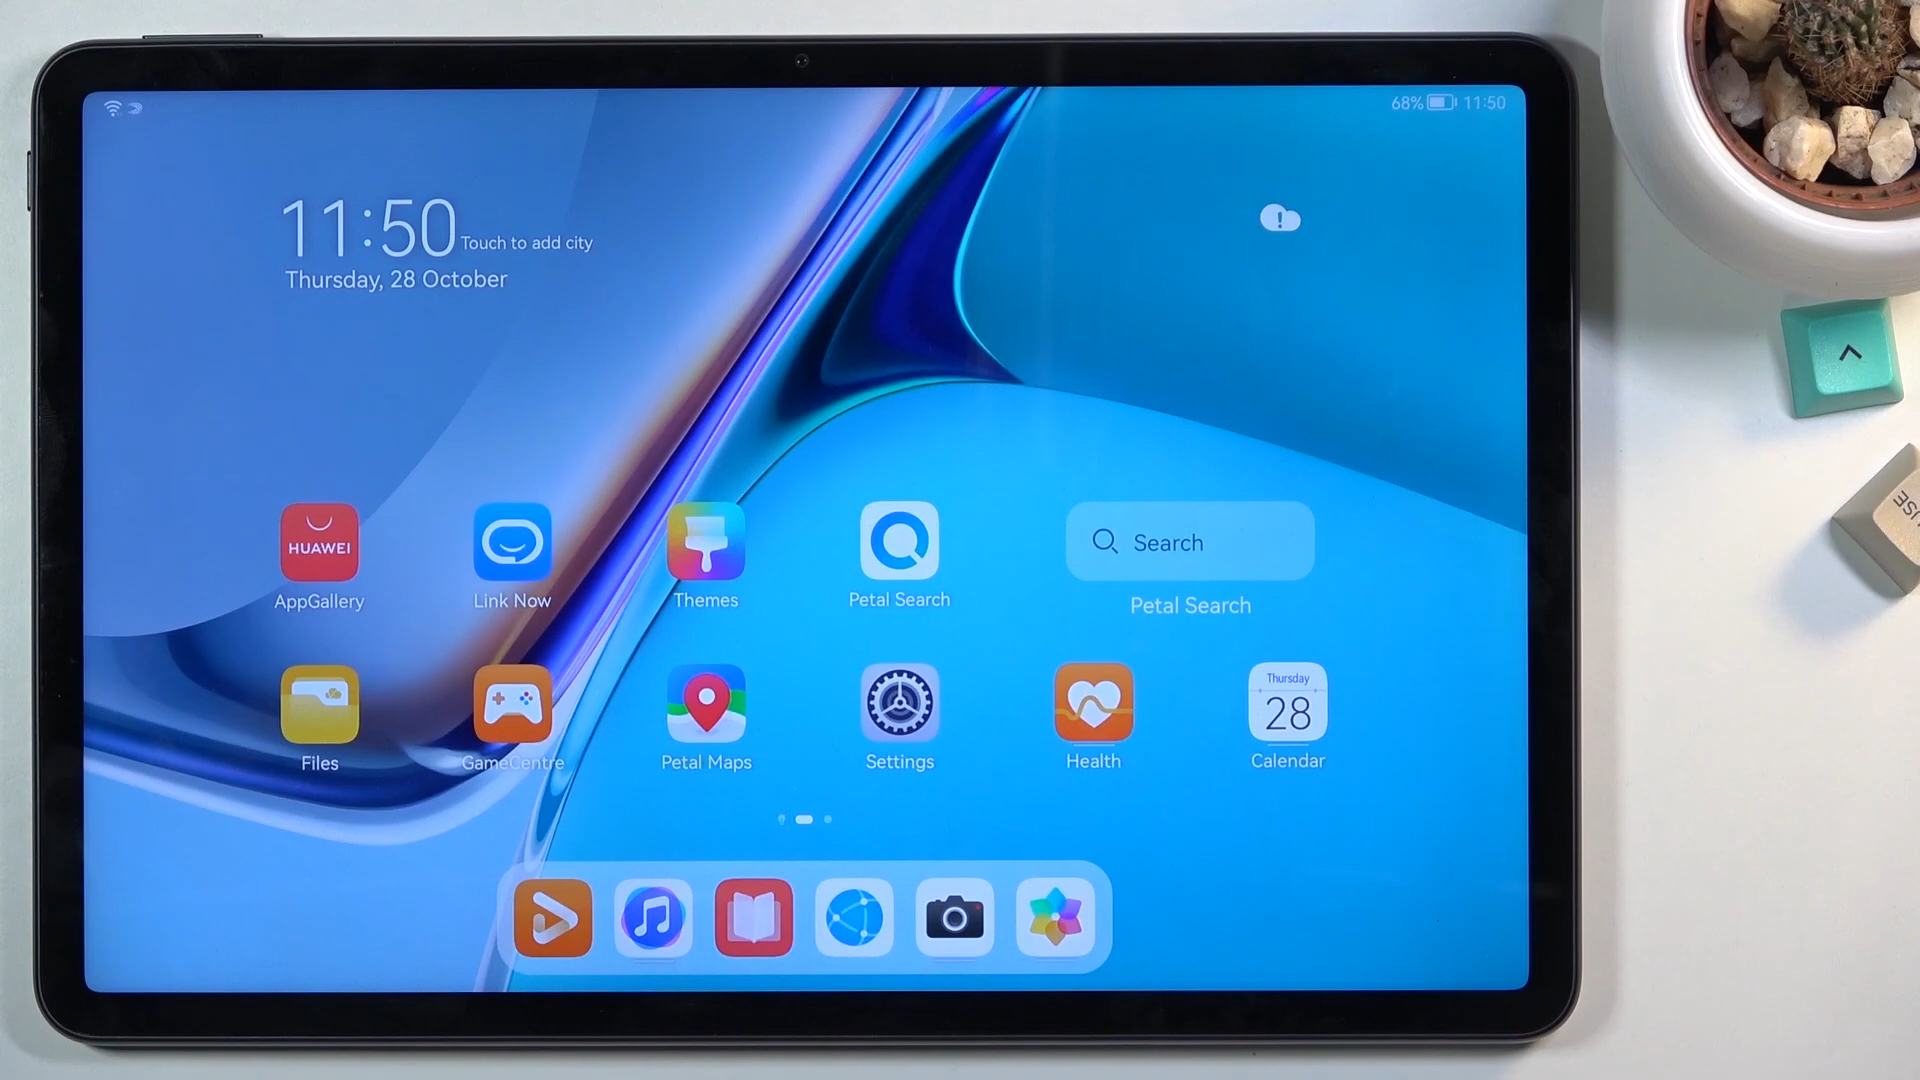 68% 11:50
11:50 Touch to add city
Thursday, 28 October
HUAWEI
AppGallery
Link Now
Themes
Petal Search
Search
Petal Search
Files
GameCentre
Petal Maps
Settings
Health
Thursday
28
Calendar